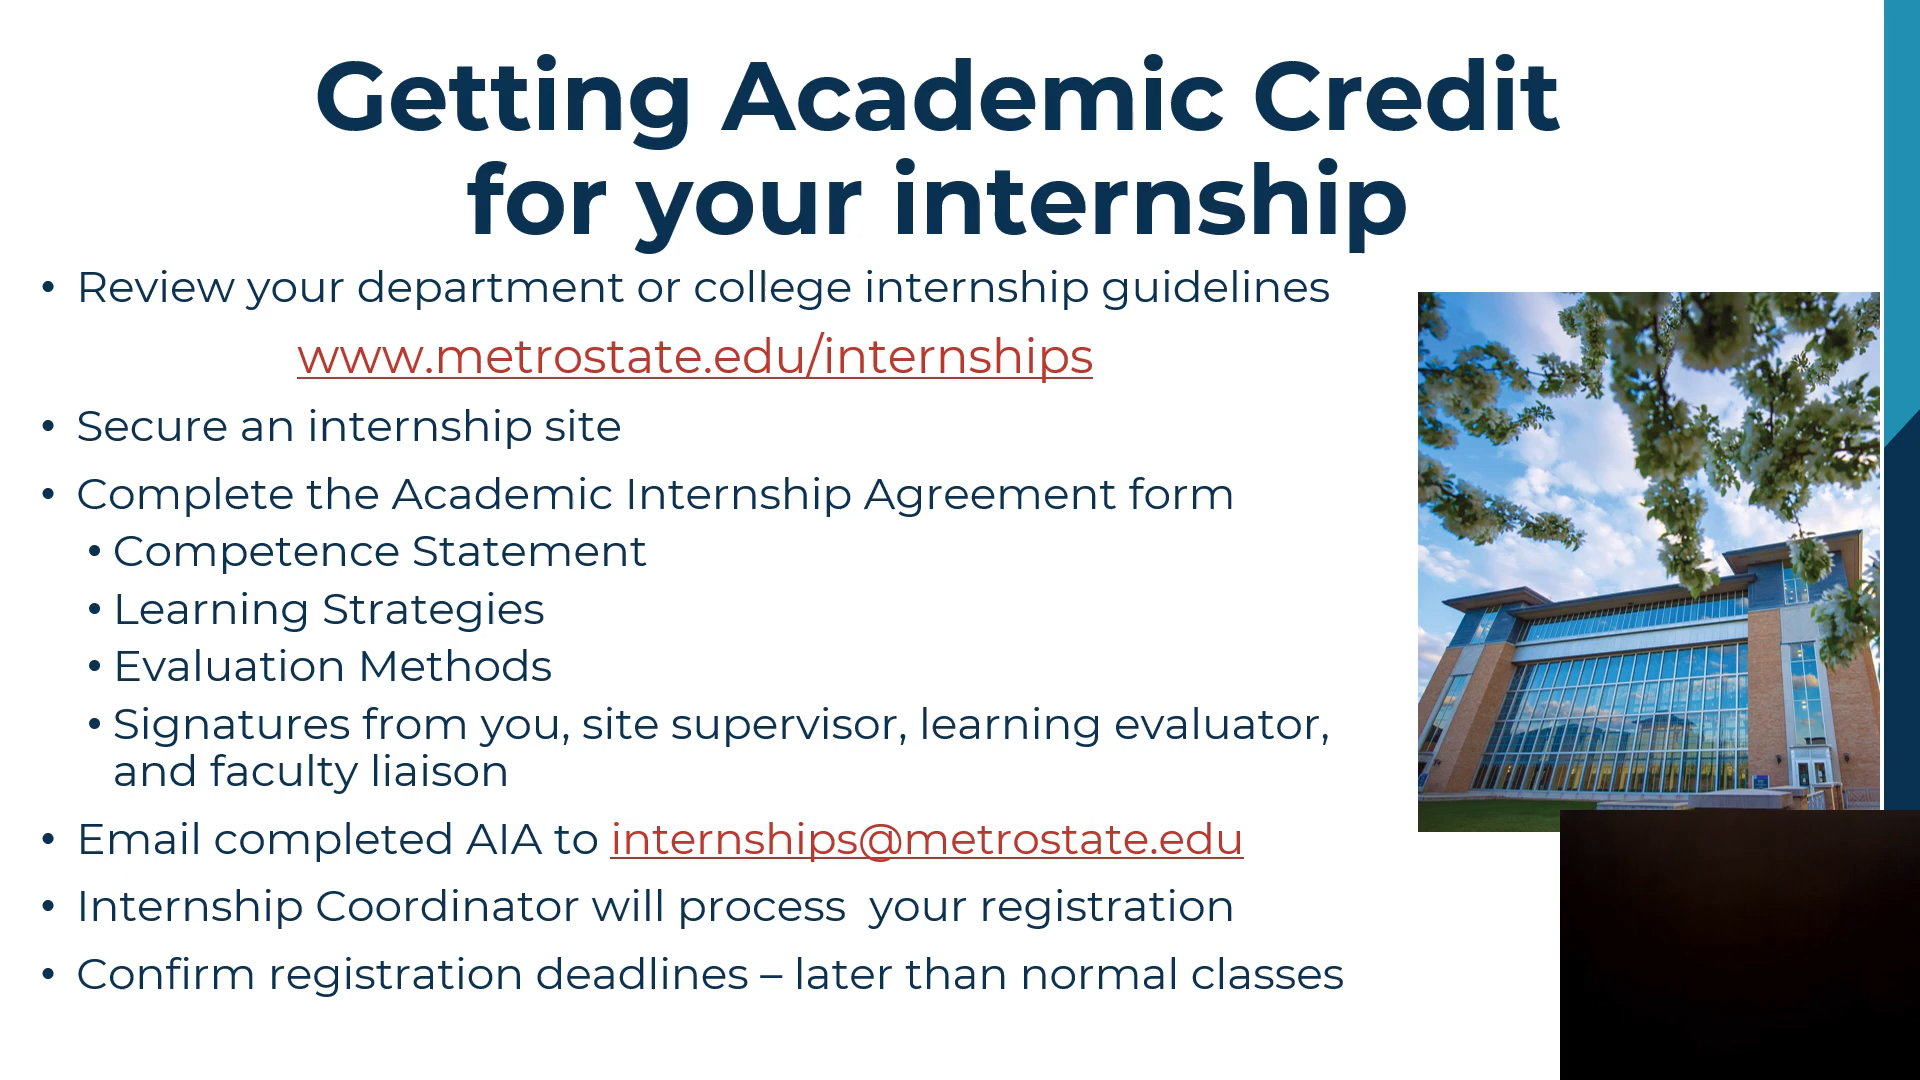 Getting Academic Credit
for your internship
• Review your department or college internship guidelines
www.metrostate.edu/internships
• Secure an internship site
• Complete the Academic Internship Agreement form
• Competence Statement
• Learning Strategies
• Evaluation Methods
• Signatures from you, site supervisor, learning evaluator,
and faculty liaison
• Email completed AIA to internships@metrostate.edu
• Internship Coordinator will process  your registration
• Confirm registration deadlines – later than normal classes